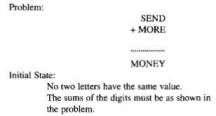 Problem:
SEND
+ MORE
..................
MONEY
Initial State:
No two letters have the same value.
The sums of the digits must be as shown in
the problem.